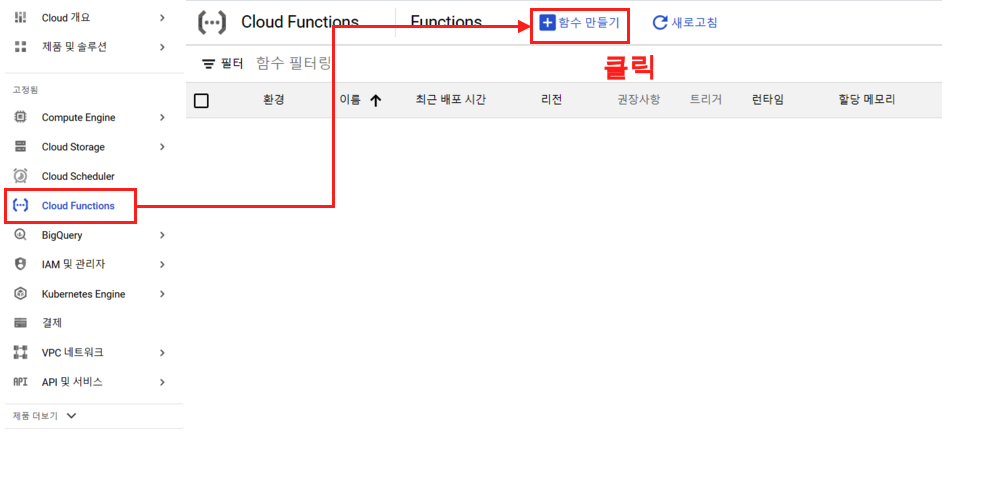 Cloud 개요
제품 및 솔루션
고정됨
Compute Engine
Cloud Storage
Cloud Scheduler
Cloud Functions
BigQuery
IAM 및 관리자
Kubernetes Engine
결제
VPC 네트워크
API API 및 서비스
제품 더보기
Cloud Functions Functions 함수 만들기 새로고침
클릭
필터 함수 필터링
환경 이름 최근 배포 시간 리전 권장사항 트리거 런타임 할당 메모리